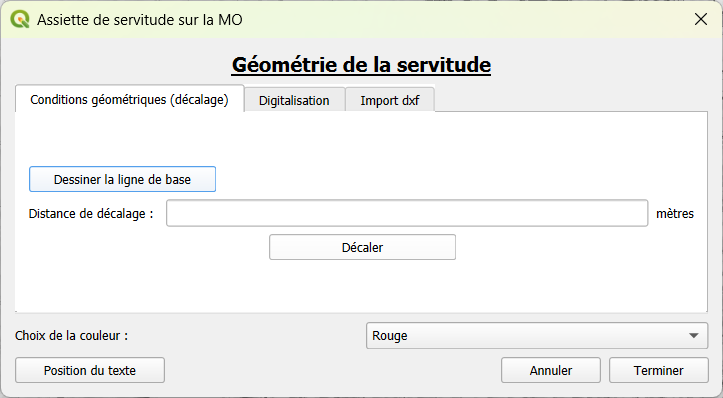 Assiette de servitude sur la MO
Géométrie de la servitude
Conditions géométriques (décalage) Digitalisation Import dxf
Dessiner la ligne de base
Distance de décalage : mètres
Décaler
Choix de la couleur : Rouge
Position du texte Annuler Terminer